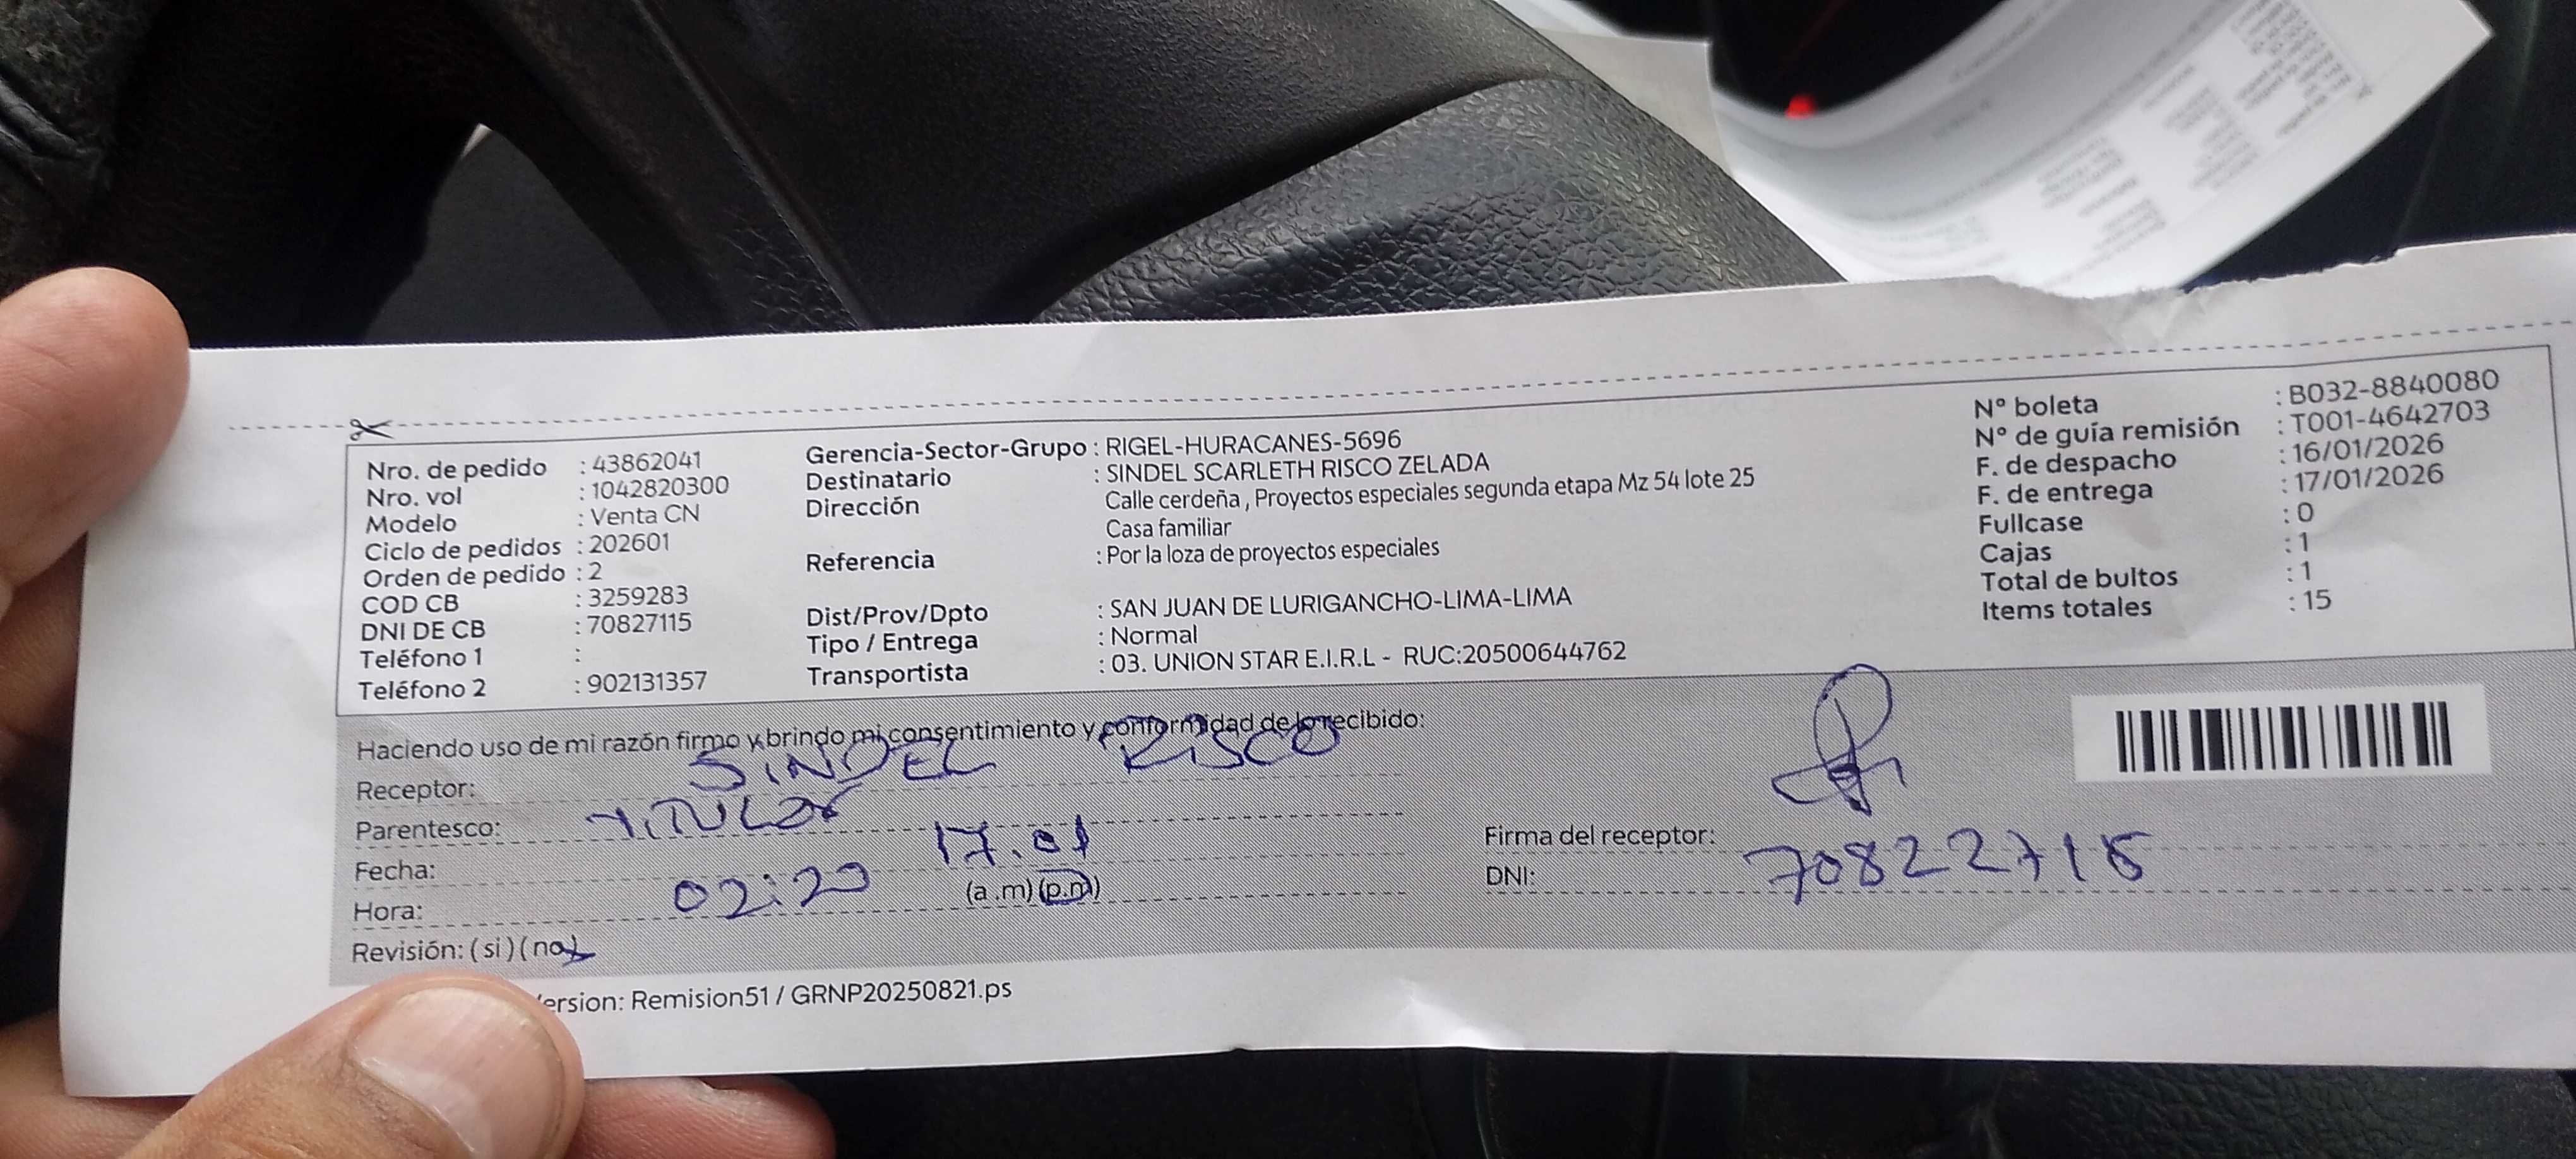 Nro. de pedido : 43862041
Nro. vol : 1042820300
Modelo : Venta CN
Ciclo de pedidos : 202601
Orden de pedido : 2
COD CB : 3259283
DNI DE CB : 70827115
Teléfono 1 :
Teléfono 2 : 902131357
Gerencia-Sector-Grupo : RIGEL-HURACANES-5696
Destinatario : SINDEL SCARLETH RISCO ZELADA
Dirección Calle cerdeña , Proyectos especiales segunda etapa Mz 54 lote 25
Casa familiar
Referencia : Por la loza de proyectos especiales
Dist/Prov/Dpto : SAN JUAN DE LURIGANCHO-LIMA-LIMA
Tipo / Entrega : Normal
Transportista : 03. UNION STAR E.I.R.L - RUC:20500644762
N° boleta : B032-8840080
N° de guía remisión : T001-4642703
F. de despacho : 16/01/2026
F. de entrega : 17/01/2026
Fullcase : 0
Cajas : 1
Total de bultos : 1
Items totales : 15
Haciendo uso de mi razón firmo y brindo mi consentimiento y conformidad de lo recibido:
Receptor: SINDEL RISCO
Parentesco: TITULar
Fecha: 17.01
Hora: 02:20 (a .m) (p.m)
Revisión: ( si ) ( no )
Firma del receptor:
DNI:
ersion: Remision51 / GRNP20250821.ps